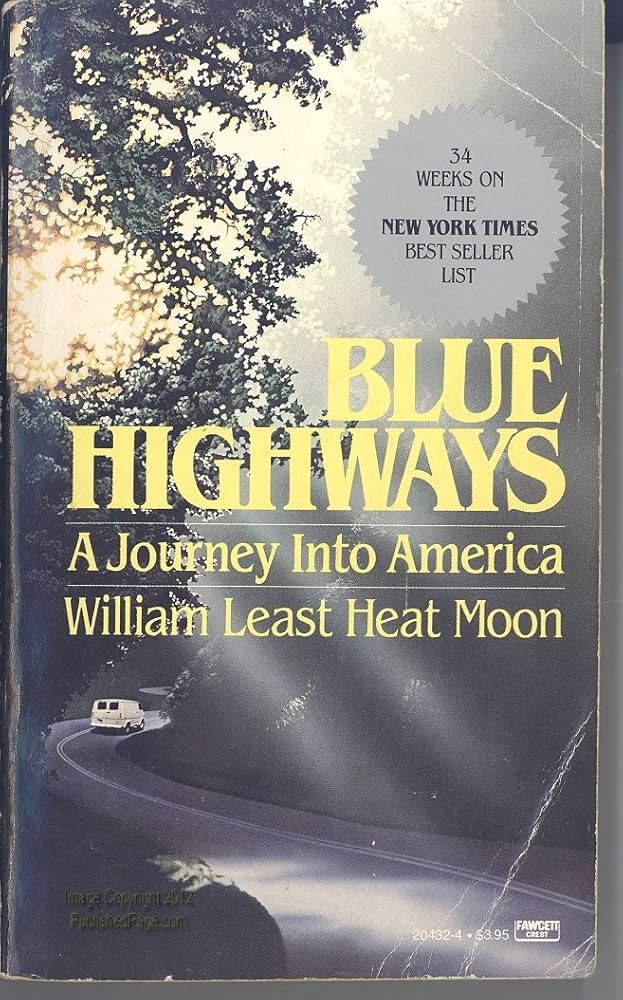 34
WEEKS ON
THE
NEW YORK TIMES
BEST SELLER
LIST
BLUE
HIGHWAYS
A Journey Into America
William Least Heat Moon
Image Copyright 2012
PublishedPage.com
20432-4 • $3.95
FAWCETT
CREST